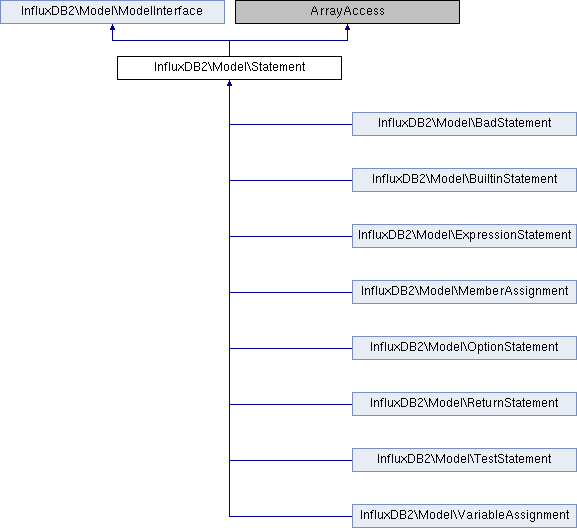 InfluxDB2\Model\ModelInterface
ArrayAccess
InfluxDB2\Model\Statement
InfluxDB2\Model\BadStatement
InfluxDB2\Model\BuiltinStatement
InfluxDB2\Model\ExpressionStatement
InfluxDB2\Model\MemberAssignment
InfluxDB2\Model\OptionStatement
InfluxDB2\Model\ReturnStatement
InfluxDB2\Model\TestStatement
InfluxDB2\Model\VariableAssignment